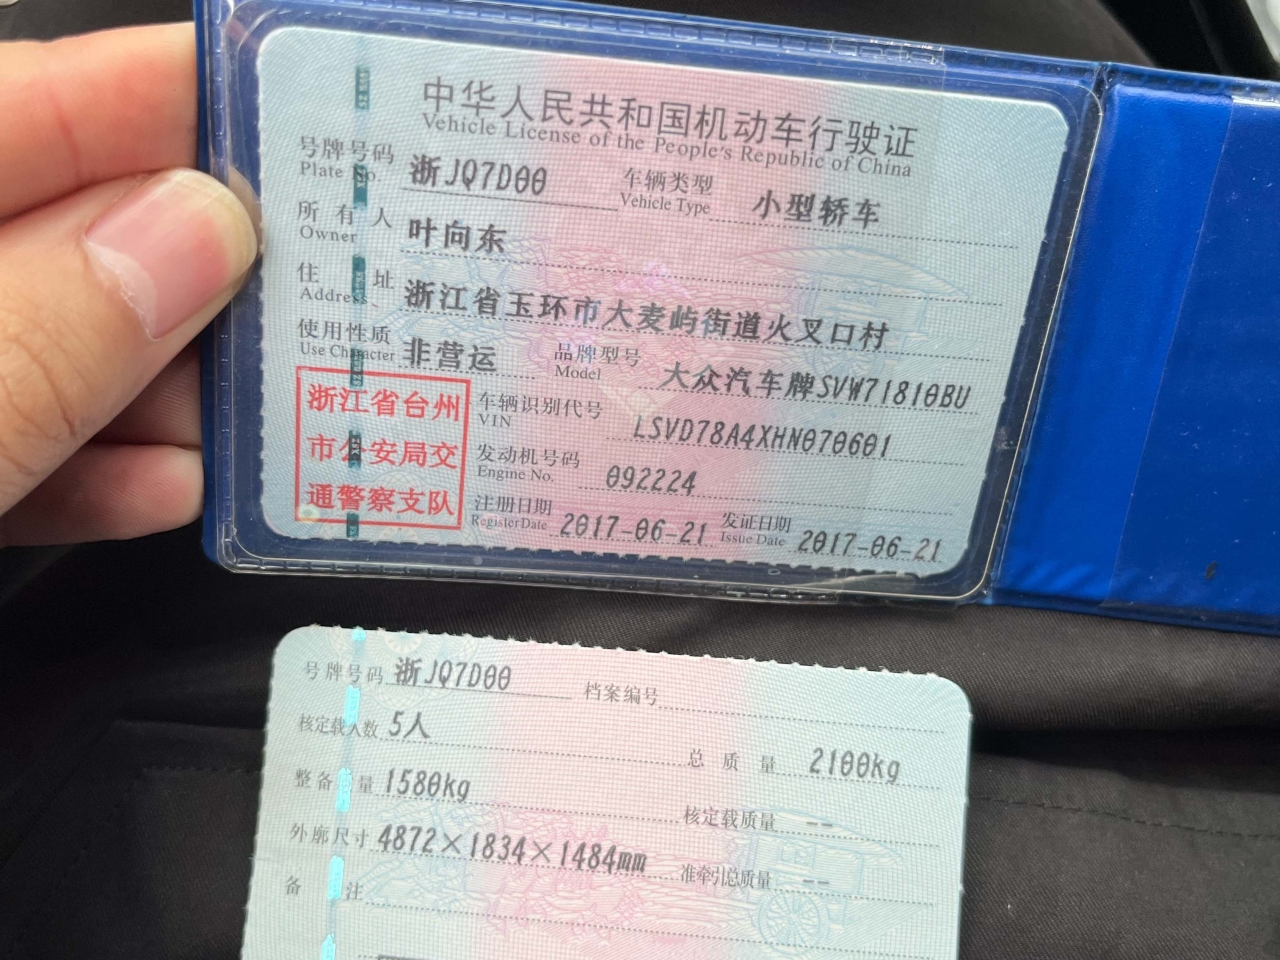 中华人民共和国机动车行驶证
Vehicle License of the People's Republic of China
号牌号码 浙JQ7D00 车辆类型 小型轿车
Plate No. Vehicle Type
所有人 叶向东
Owner
住址 浙江省玉环市大麦屿街道火叉口村
Address
使用性质 非营运 品牌型号 大众汽车牌SVW71810BU
Use Character Model
浙江省台州
市公安局交
通警察支队
车辆识别代号 LSVD78A4XHN070601
VIN
发动机号码 092224
Engine No.
注册日期 2017-06-21 发证日期 2017-06-21
Register Date Issue Date
号牌号码 浙JQ7D00 档案编号
核定载人数 5人 总质量 2100kg
整备质量 1580kg 核定载质量 --
外廓尺寸 4872×1834×1484mm 准牵引总质量 --
备注